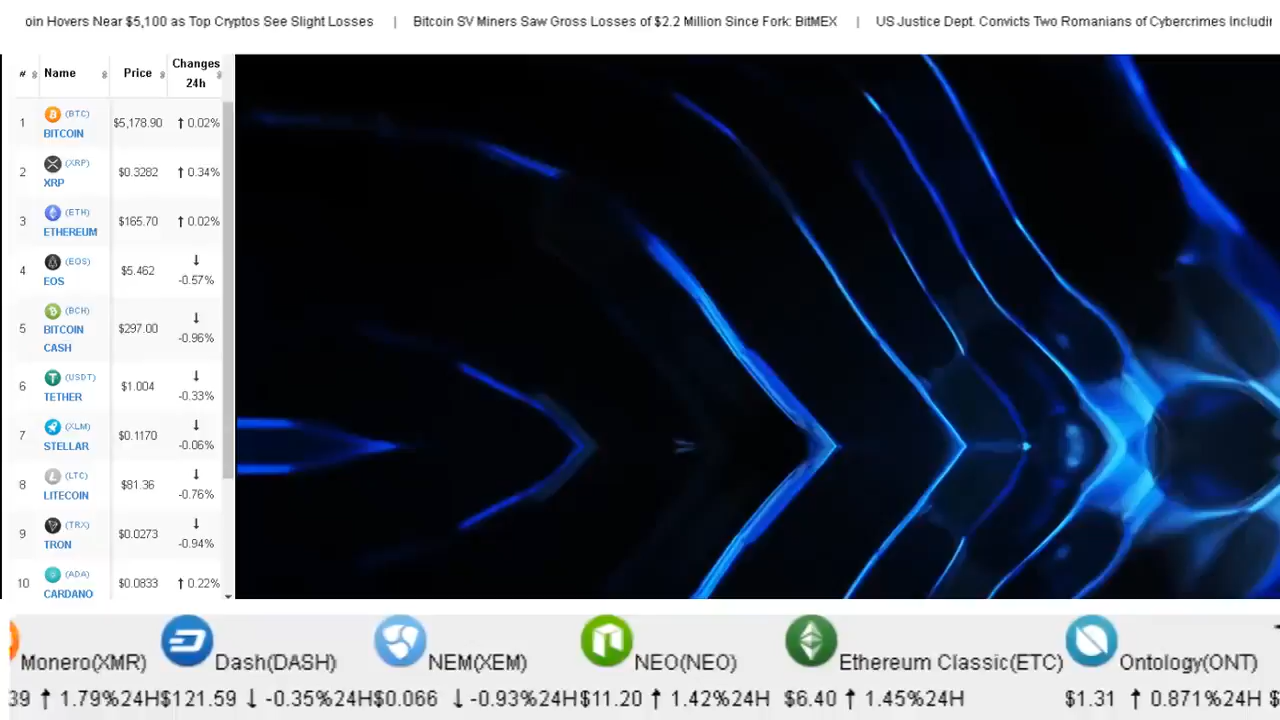 oin Hovers Near $5,100 as Top Cryptos See Slight Losses | Bitcoin SV Miners Saw Gross Losses of $2.2 Million Since Fork: BitMEX | US Justice Dept. Convicts Two Romanians of Cybercrimes Includin
# Name Price Changes 24h
1 (BTC) BITCOIN $5,178.90 ↑ 0.02%
2 (XRP) XRP $0.3282 ↑ 0.34%
3 (ETH) ETHEREUM $165.70 ↑ 0.02%
4 (EOS) EOS $5.462 ↓ -0.57%
5 (BCH) BITCOIN CASH $297.00 ↓ -0.96%
6 (USDT) TETHER $1.004 ↓ -0.33%
7 (XLM) STELLAR $0.1170 ↓ -0.06%
8 (LTC) LITECOIN $81.36 ↓ -0.76%
9 (TRX) TRON $0.0273 ↓ -0.94%
10 (ADA) CARDANO $0.0833 ↑ 0.22%
Monero(XMR) Dash(DASH) NEM(XEM) NEO(NEO) Ethereum Classic(ETC) Ontology(ONT)
39 ↑ 1.79%24H $121.59 ↓ -0.35%24H $0.066 ↓ -0.93%24H $11.20 ↑ 1.42%24H $6.40 ↑ 1.45%24H $1.31 ↑ 0.871%24H $